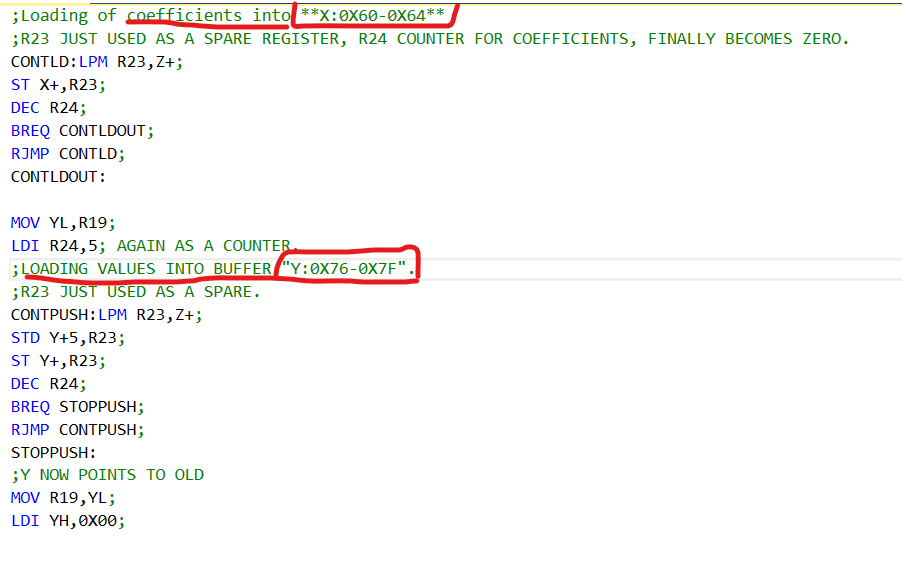 ;Loading of coefficients into **X:0X60-0X64**
;R23 JUST USED AS A SPARE REGISTER, R24 COUNTER FOR COEFFICIENTS, FINALLY BECOMES ZERO.
CONTLD:LPM R23,Z+;
ST X+,R23;
DEC R24;
BREQ CONTLDOUT;
RJMP CONTLD;
CONTLDOUT:
MOV YL,R19;
LDI R24,5; AGAIN AS A COUNTER.
;LOADING VALUES INTO BUFFER "Y:0X76-0X7F".
;R23 JUST USED AS A SPARE.
CONTPUSH:LPM R23,Z+;
STD Y+5,R23;
ST Y+,R23;
DEC R24;
BREQ STOPPUSH;
RJMP CONTPUSH;
STOPPUSH:
;Y NOW POINTS TO OLD
MOV R19,YL;
LDI YH,0X00;